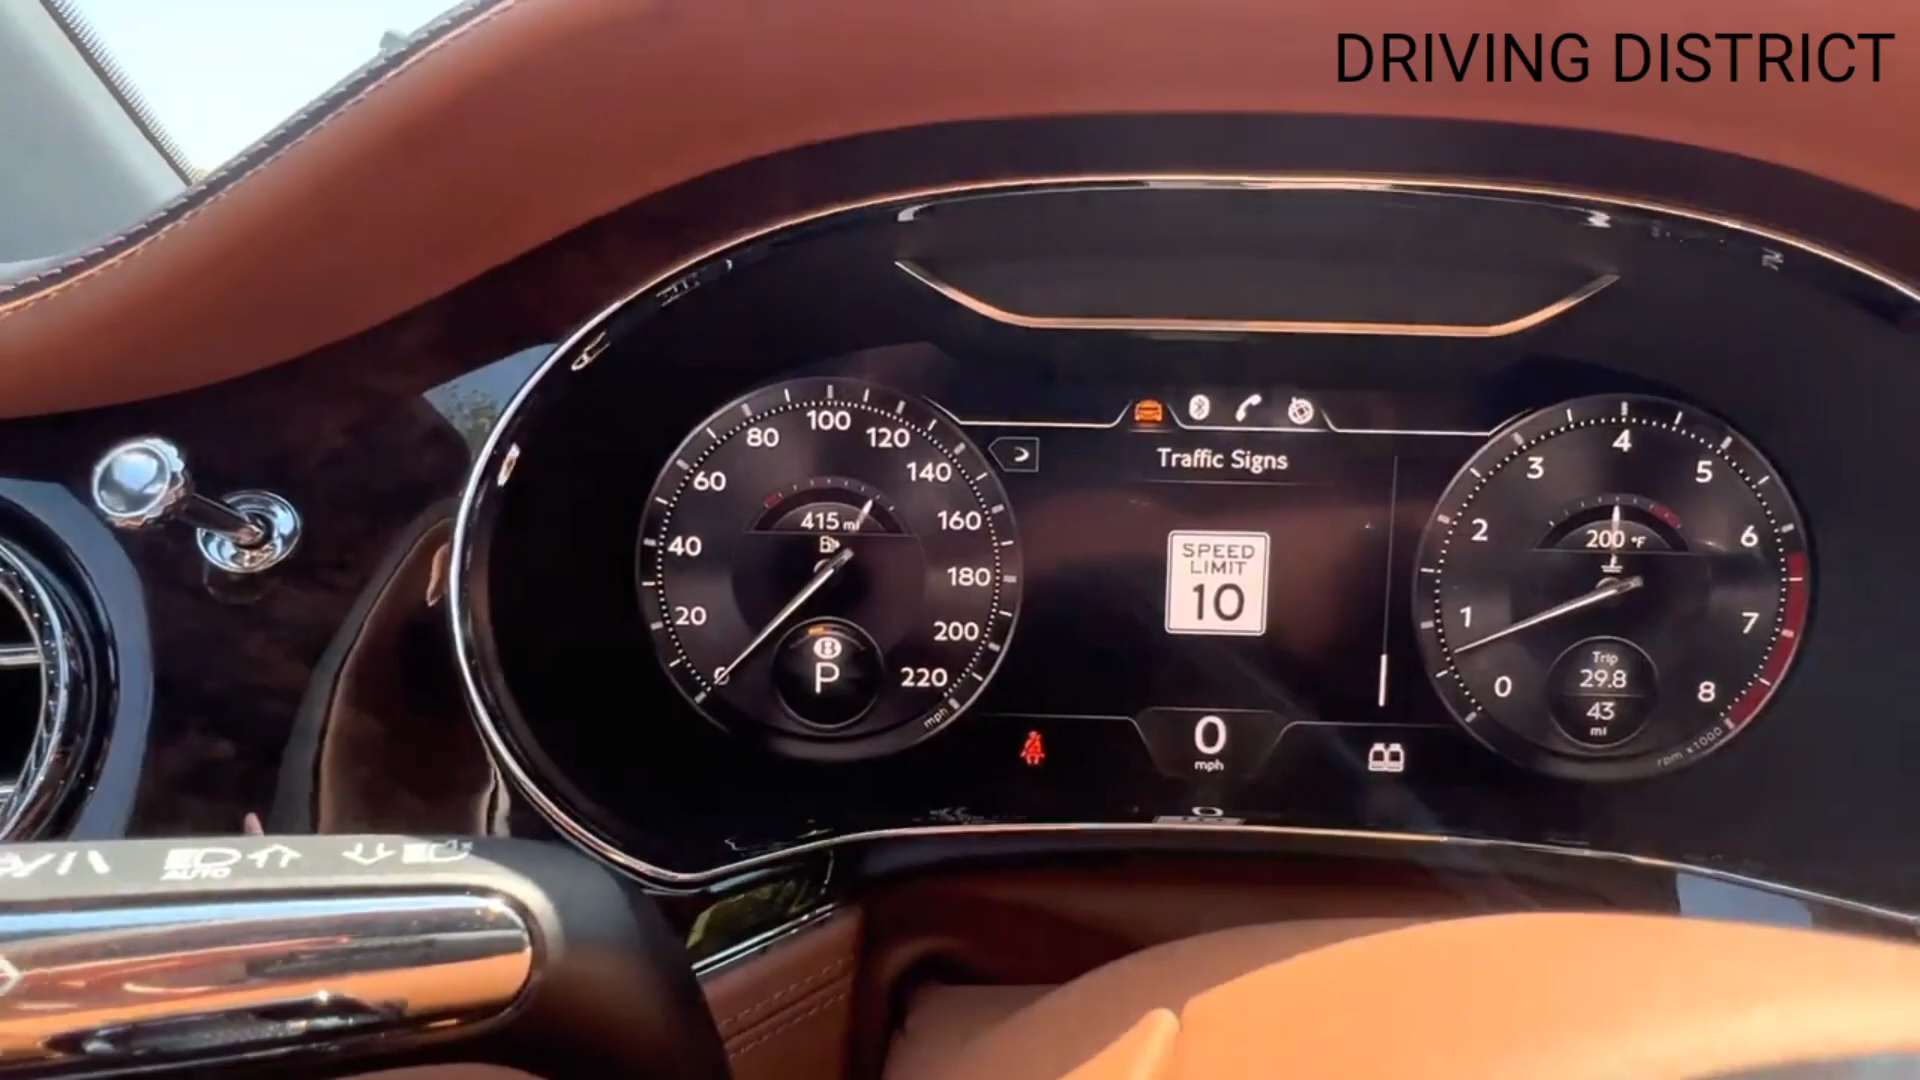 DRIVING DISTRICT
Traffic Signs
SPEED
LIMIT
10
0
20
40
60
80
100
120
140
160
180
200
220
mph
415 mi
B
P
0
mph
0
1
2
3
4
5
6
7
8
rpm x1000
200 °F
Trip
29.8
43
mi
AUTO